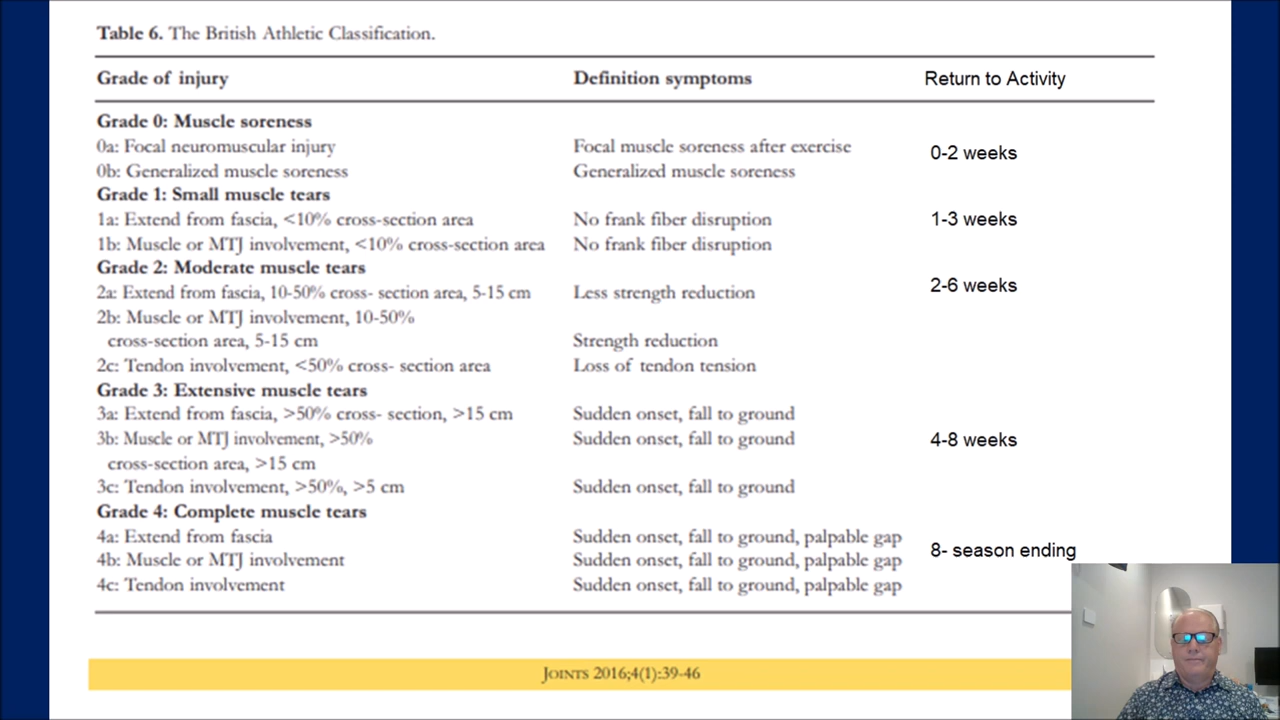 Table 6. The British Athletic Classification.
Grade of injury Definition symptoms Return to Activity
Grade 0: Muscle soreness
0a: Focal neuromuscular injury Focal muscle soreness after exercise
0-2 weeks
0b: Generalized muscle soreness Generalized muscle soreness
Grade 1: Small muscle tears
1a: Extend from fascia, <10% cross-section area No frank fiber disruption 1-3 weeks
1b: Muscle or MTJ involvement, <10% cross-section area No frank fiber disruption
Grade 2: Moderate muscle tears
2-6 weeks
2a: Extend from fascia, 10-50% cross- section area, 5-15 cm Less strength reduction
2b: Muscle or MTJ involvement, 10-50%
cross-section area, 5-15 cm Strength reduction
2c: Tendon involvement, <50% cross- section area Loss of tendon tension
Grade 3: Extensive muscle tears
3a: Extend from fascia, >50% cross- section, >15 cm Sudden onset, fall to ground
3b: Muscle or MTJ involvement, >50% Sudden onset, fall to ground 4-8 weeks
cross-section area, >15 cm
3c: Tendon involvement, >50%, >5 cm Sudden onset, fall to ground
Grade 4: Complete muscle tears
4a: Extend from fascia Sudden onset, fall to ground, palpable gap
8- season ending
4b: Muscle or MTJ involvement Sudden onset, fall to ground, palpable gap
4c: Tendon involvement Sudden onset, fall to ground, palpable gap
JOINTS 2016;4(1):39-46